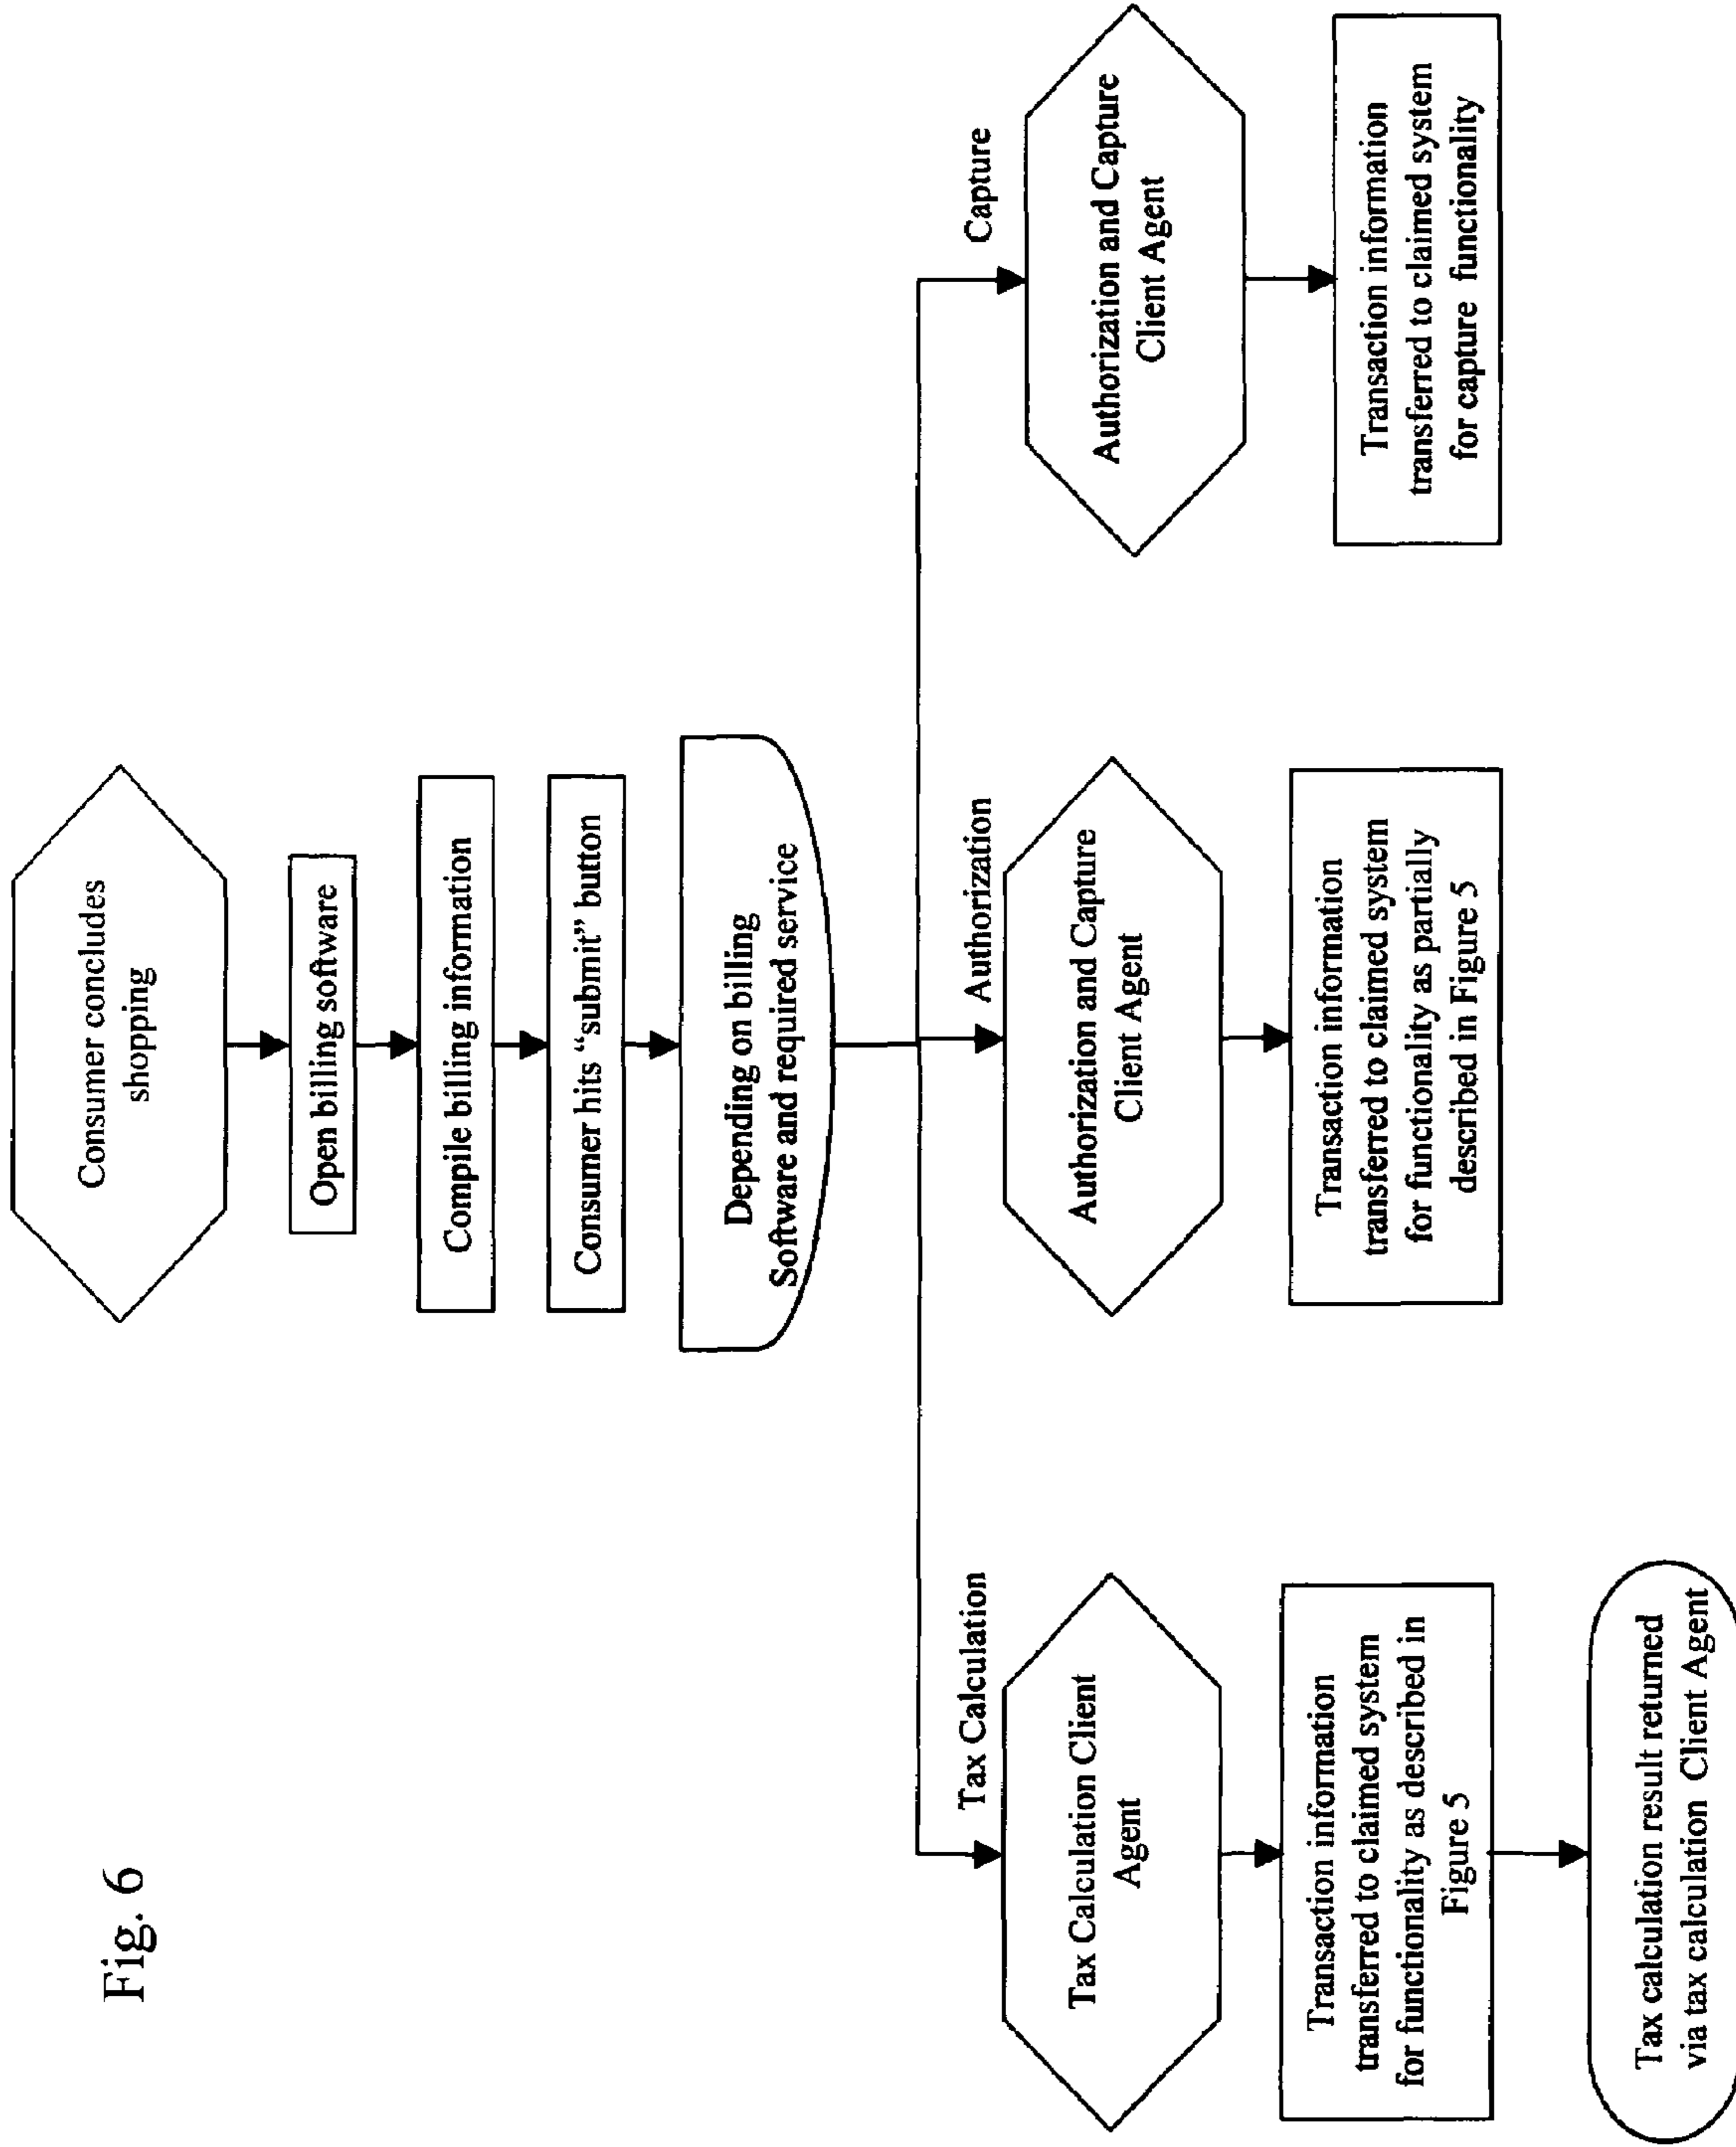 Fig. 6
Consumer concludes
shopping
Open billing software
Compile billing information
Consumer hits “submit” button
Depending on billing
Software and required service
Tax Calculation
Authorization
Capture
Tax Calculation Client
Agent
Authorization and Capture
Client Agent
Authorization and Capture
Client Agent
Transaction information
transferred to claimed system
for functionality as described in
Figure 5
Transaction information
transferred to claimed system
for functionality as partially
described in Figure 5
Transaction information
transferred to claimed system
for capture functionality
Tax calculation result returned
via tax calculation Client Agent